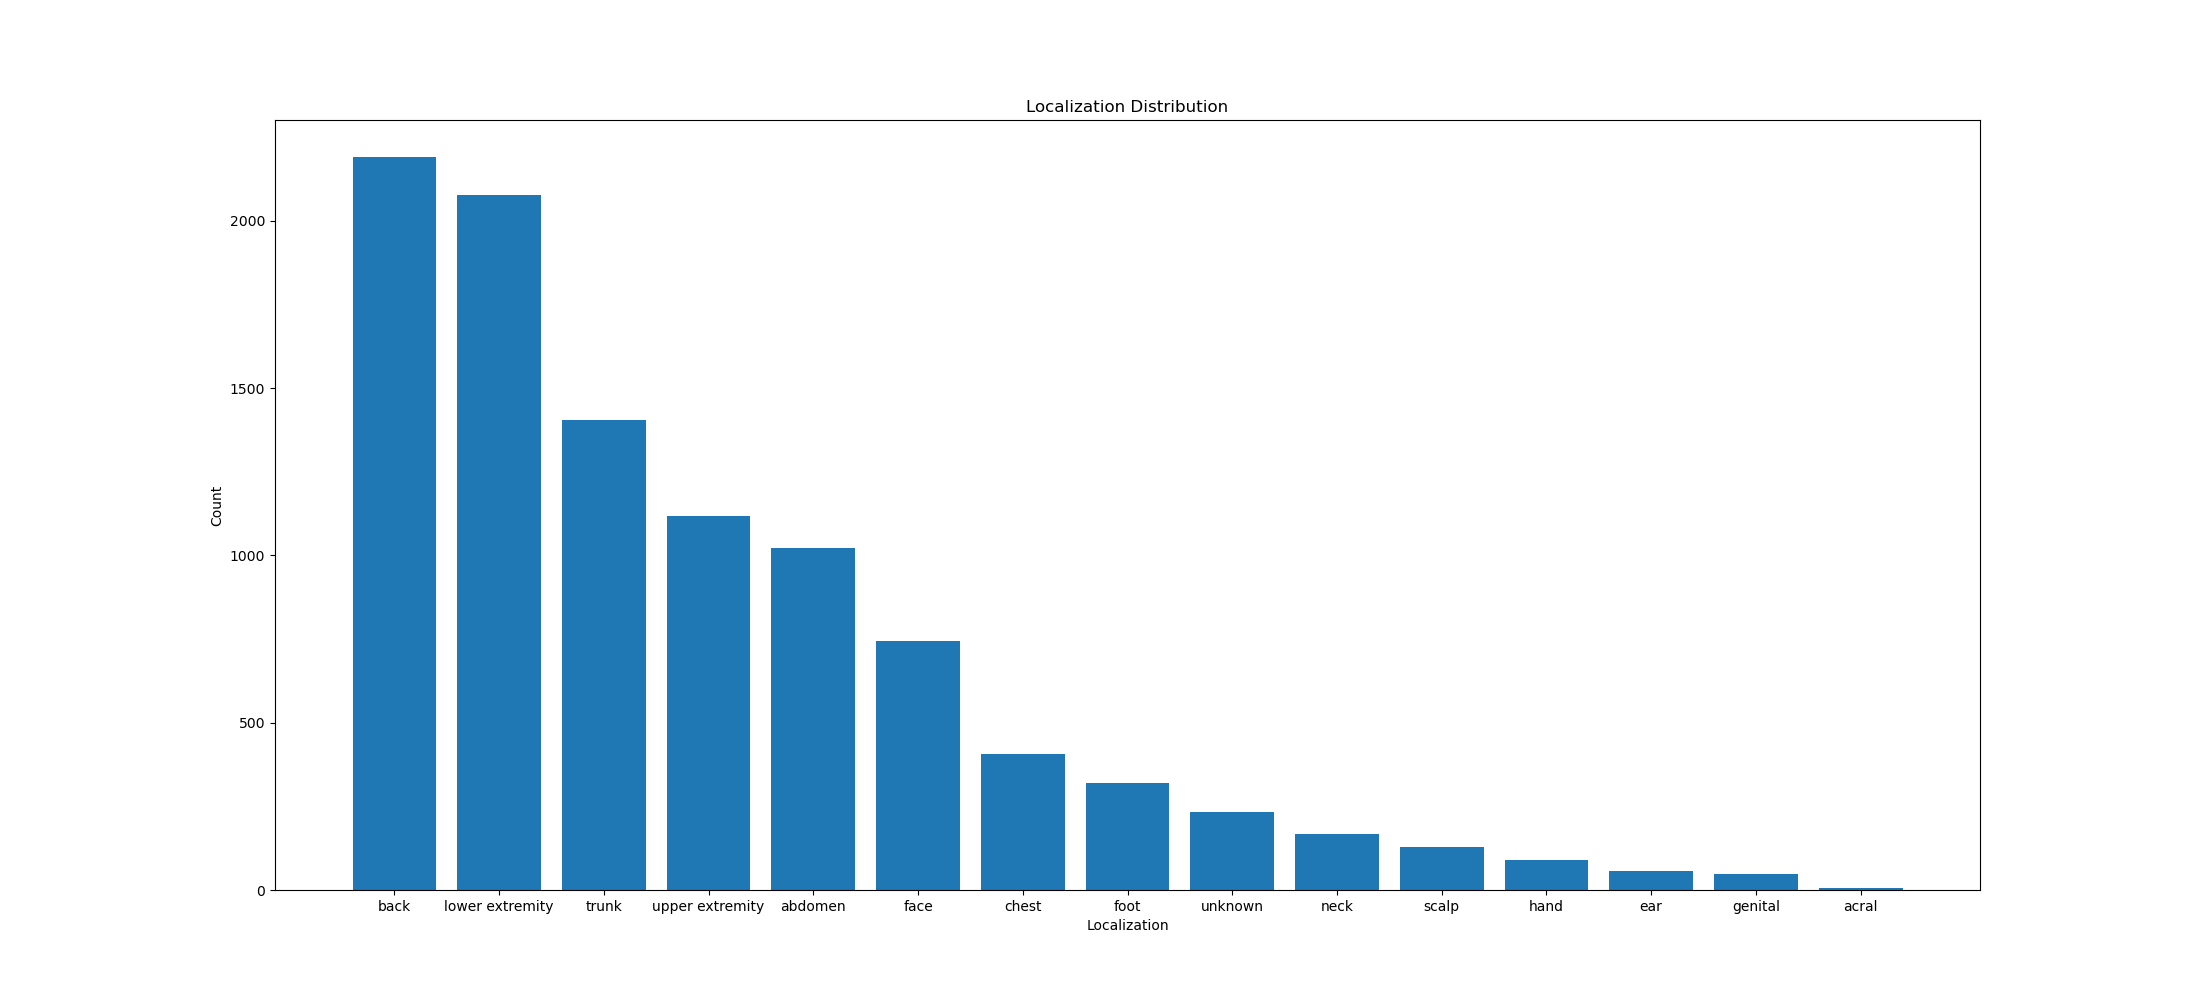 Localization Distribution
2000
1500
1000
500
0
Count
back lower extremity trunk upper extremity abdomen face chest foot unknown neck scalp hand ear genital acral
Localization